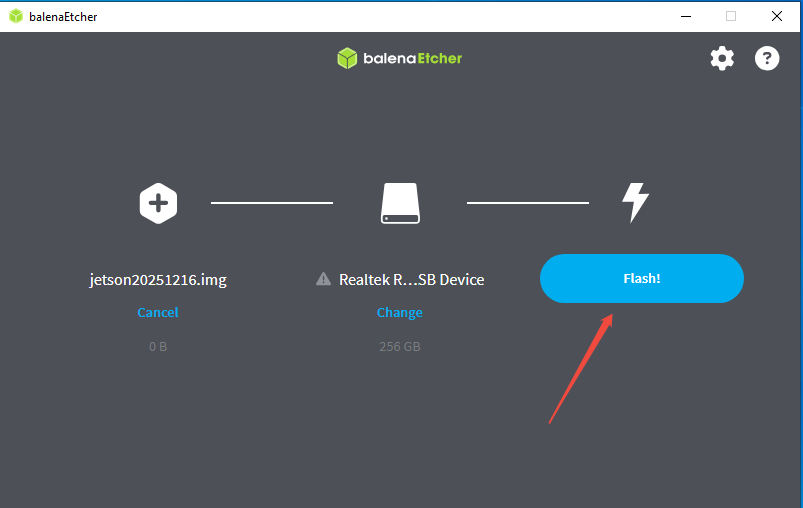 balenaEtcher
balenaEtcher
?
jetson20251216.img
Realtek R...SB Device
Flash!
Cancel
Change
0 B
256 GB